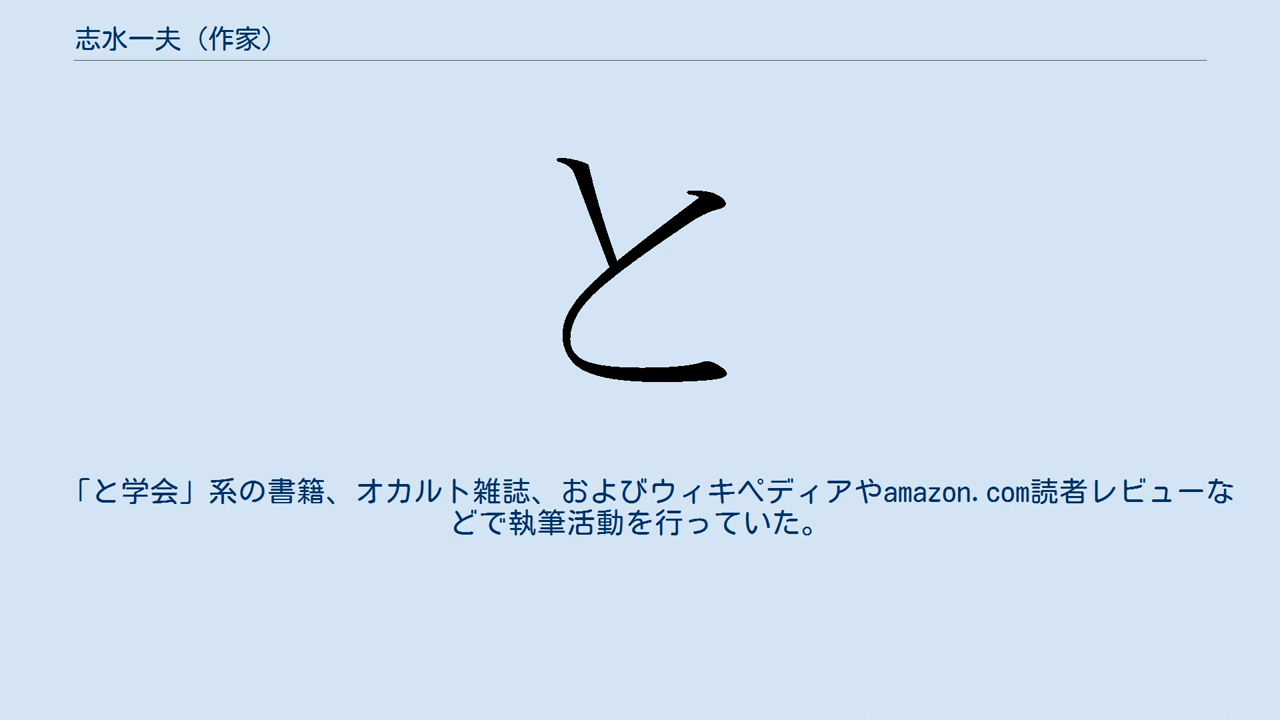 志水一夫（作家）
と
「と学会」系の書籍、オカルト雑誌、およびウィキペディアやamazon.com読者レビューな
どで執筆活動を行っていた。